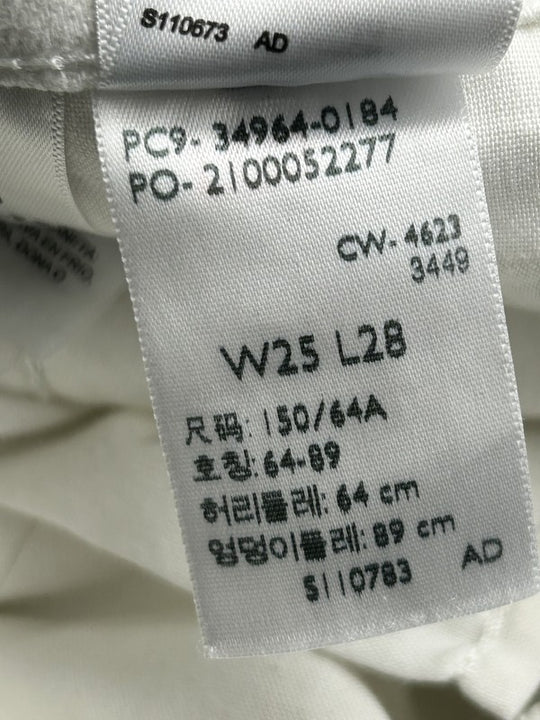 S110673 AD
PC9- 34964-0184
PO- 2100052277
CW- 4623
3449
W25 L28
尺码: 150/64A
호칭: 64-89
허리둘레: 64 cm
엉덩이둘레: 89 cm
S110783 AD